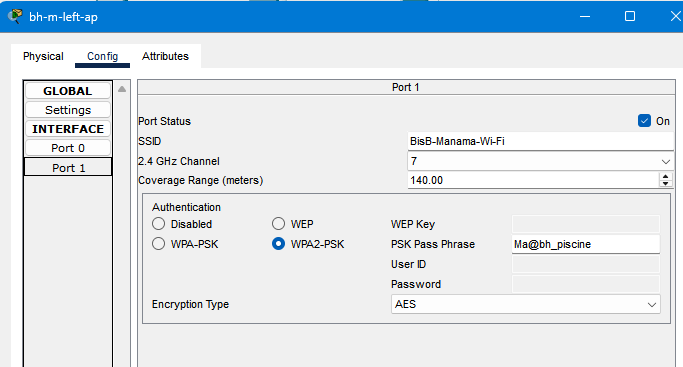 bh-m-left-ap
Physical Config Attributes
GLOBAL
Settings
INTERFACE
Port 0
Port 1
Port 1
Port Status On
SSID BisB-Manama-Wi-Fi
2.4 GHz Channel 7
Coverage Range (meters) 140.00
Authentication
Disabled WEP WEP Key
WPA-PSK WPA2-PSK PSK Pass Phrase Ma@bh_piscine
User ID
Password
Encryption Type AES